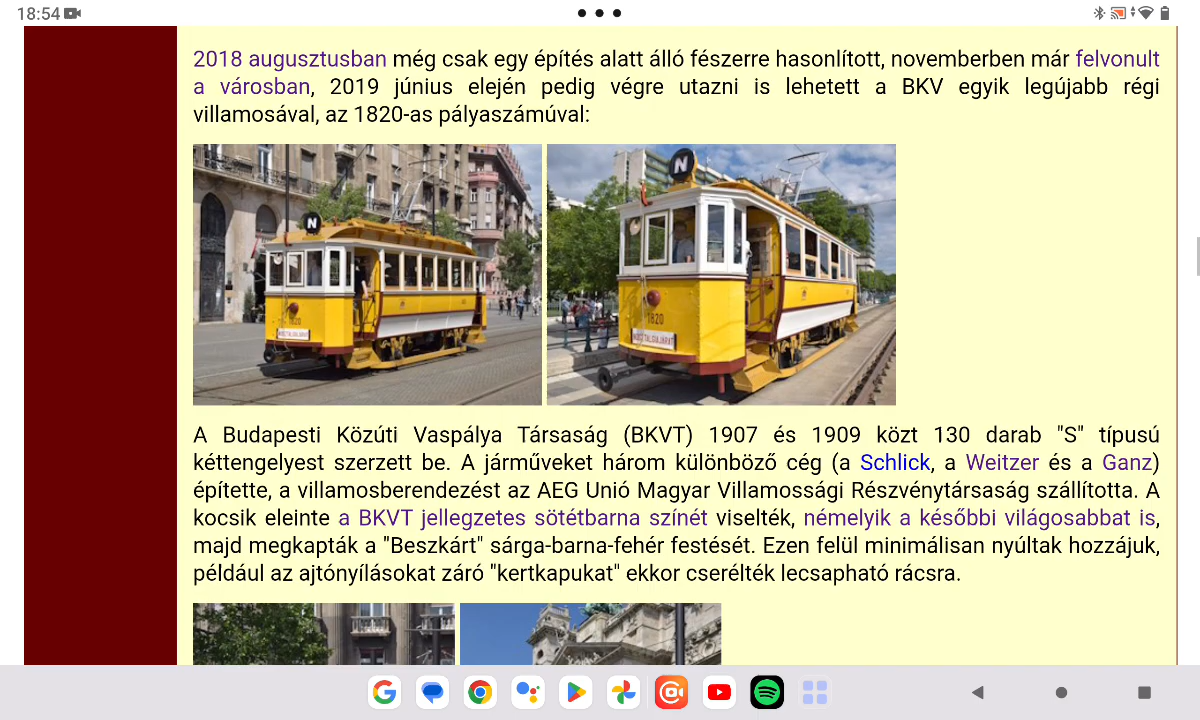 18:54
2018 augusztusban még csak egy építés alatt álló fészerre hasonlított, novemberben már felvonult
a városban, 2019 június elején pedig végre utazni is lehetett a BKV egyik legújabb régi
villamosával, az 1820-as pályaszámúval:
N
1820
N
1820
A Budapesti Közúti Vaspálya Társaság (BKVT) 1907 és 1909 közt 130 darab "S" típusú
kéttengelyest szerzett be. A járműveket három különböző cég (a Schlick, a Weitzer és a Ganz)
építette, a villamosberendezést az AEG Unió Magyar Villamossági Részvénytársaság szállította. A
kocsik eleinte a BKVT jellegzetes sötétbarna színét viselték, némelyik a későbbi világosabbat is,
majd megkapták a "Beszkárt" sárga-barna-fehér festését. Ezen felül minimálisan nyúltak hozzájuk,
például az ajtónyílásokat záró "kertkapukat" ekkor cserélték lecsapható rácsra.